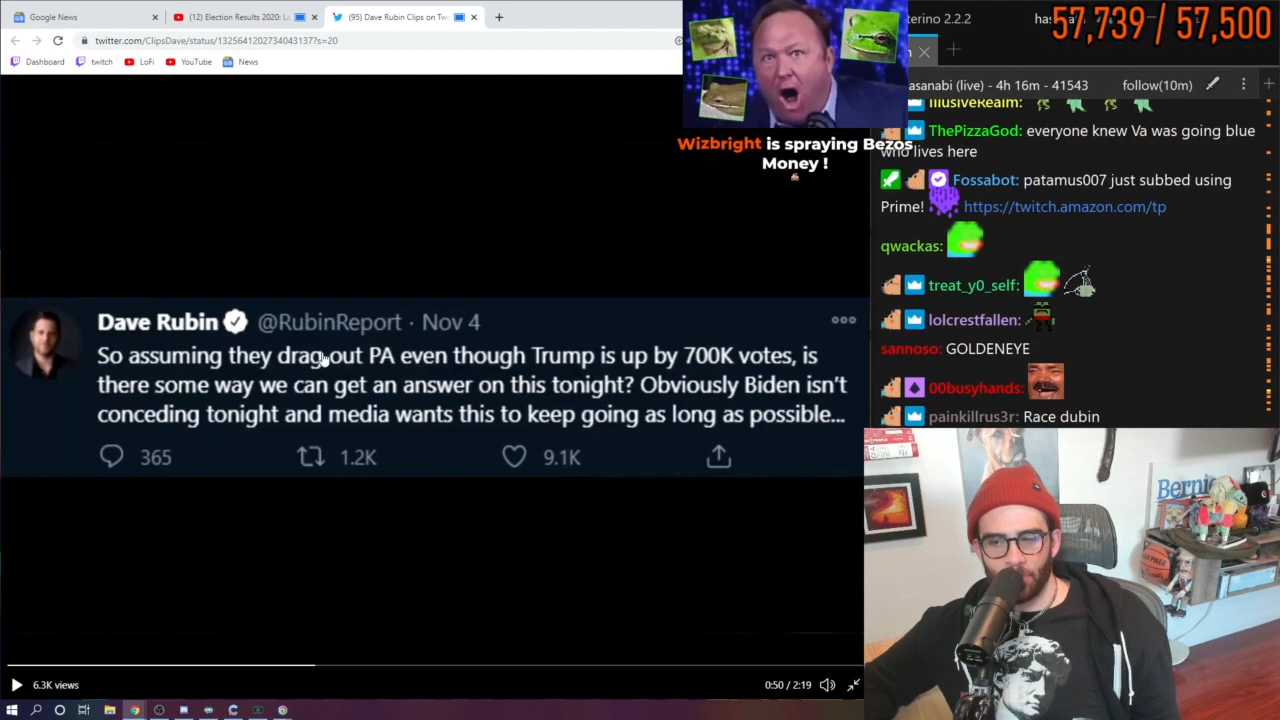 Google News
(12) Election Results 2020: L
(95) Dave Rubin Clips on Tw
twitter.com/ClipsDave/status/1325641202734043137?s=20
Dashboard
twitch
LoFi
YouTube
News
Wizbright is spraying Bezos
Money !
terino 2.2.2
has
57,739 / 57,500
asanabi (live) - 4h 16m - 41543
follow(10m)
IllusiveRealm:
ThePizzaGod: everyone knew Va was going blue
who lives here
Fossabot: patamus007 just subbed using
Prime! https://twitch.amazon.com/tp
qwackas:
treat_y0_self:
lolcrestfallen:
sannoso: GOLDENEYE
00busyhands:
painkillrus3r: Race dubin
Dave Rubin @RubinReport · Nov 4
So assuming they drag out PA even though Trump is up by 700K votes, is
there some way we can get an answer on this tonight? Obviously Biden isn't
conceding tonight and media wants this to keep going as long as possible...
365
1.2K
9.1K
6.3K views
0:50 / 2:19
Bernie